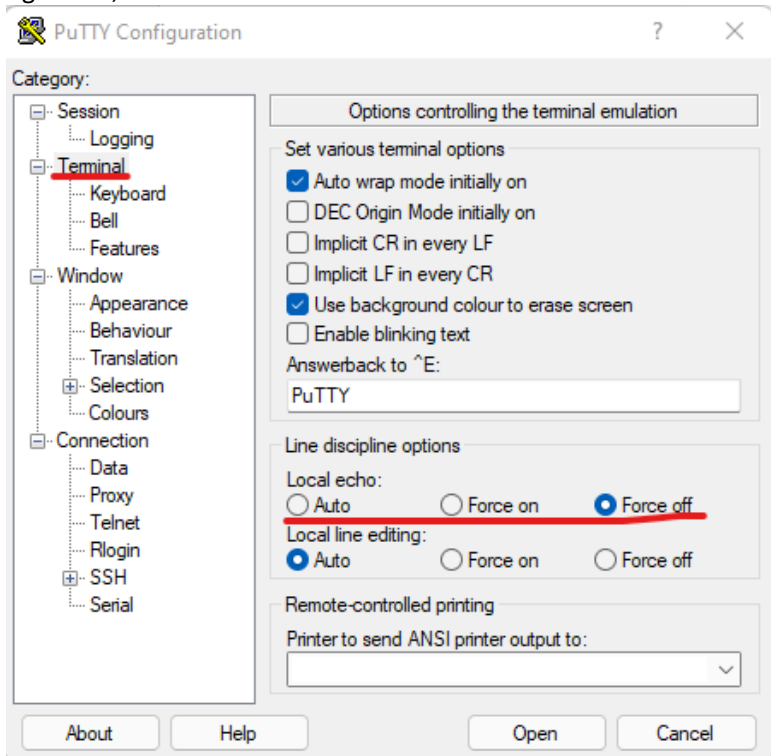 PuTTY Configuration
?
Category:
Session
Logging
Terminal
Keyboard
Bell
Features
Window
Appearance
Behaviour
Translation
Selection
Colours
Connection
Data
Proxy
Telnet
Rlogin
SSH
Serial
Options controlling the terminal emulation
Set various terminal options
Auto wrap mode initially on
DEC Origin Mode initially on
Implicit CR in every LF
Implicit LF in every CR
Use background colour to erase screen
Enable blinking text
Answerback to ^E:
PuTTY
Line discipline options
Local echo:
Auto Force on Force off
Local line editing:
Auto Force on Force off
Remote-controlled printing
Printer to send ANSI printer output to:
About Help Open Cancel